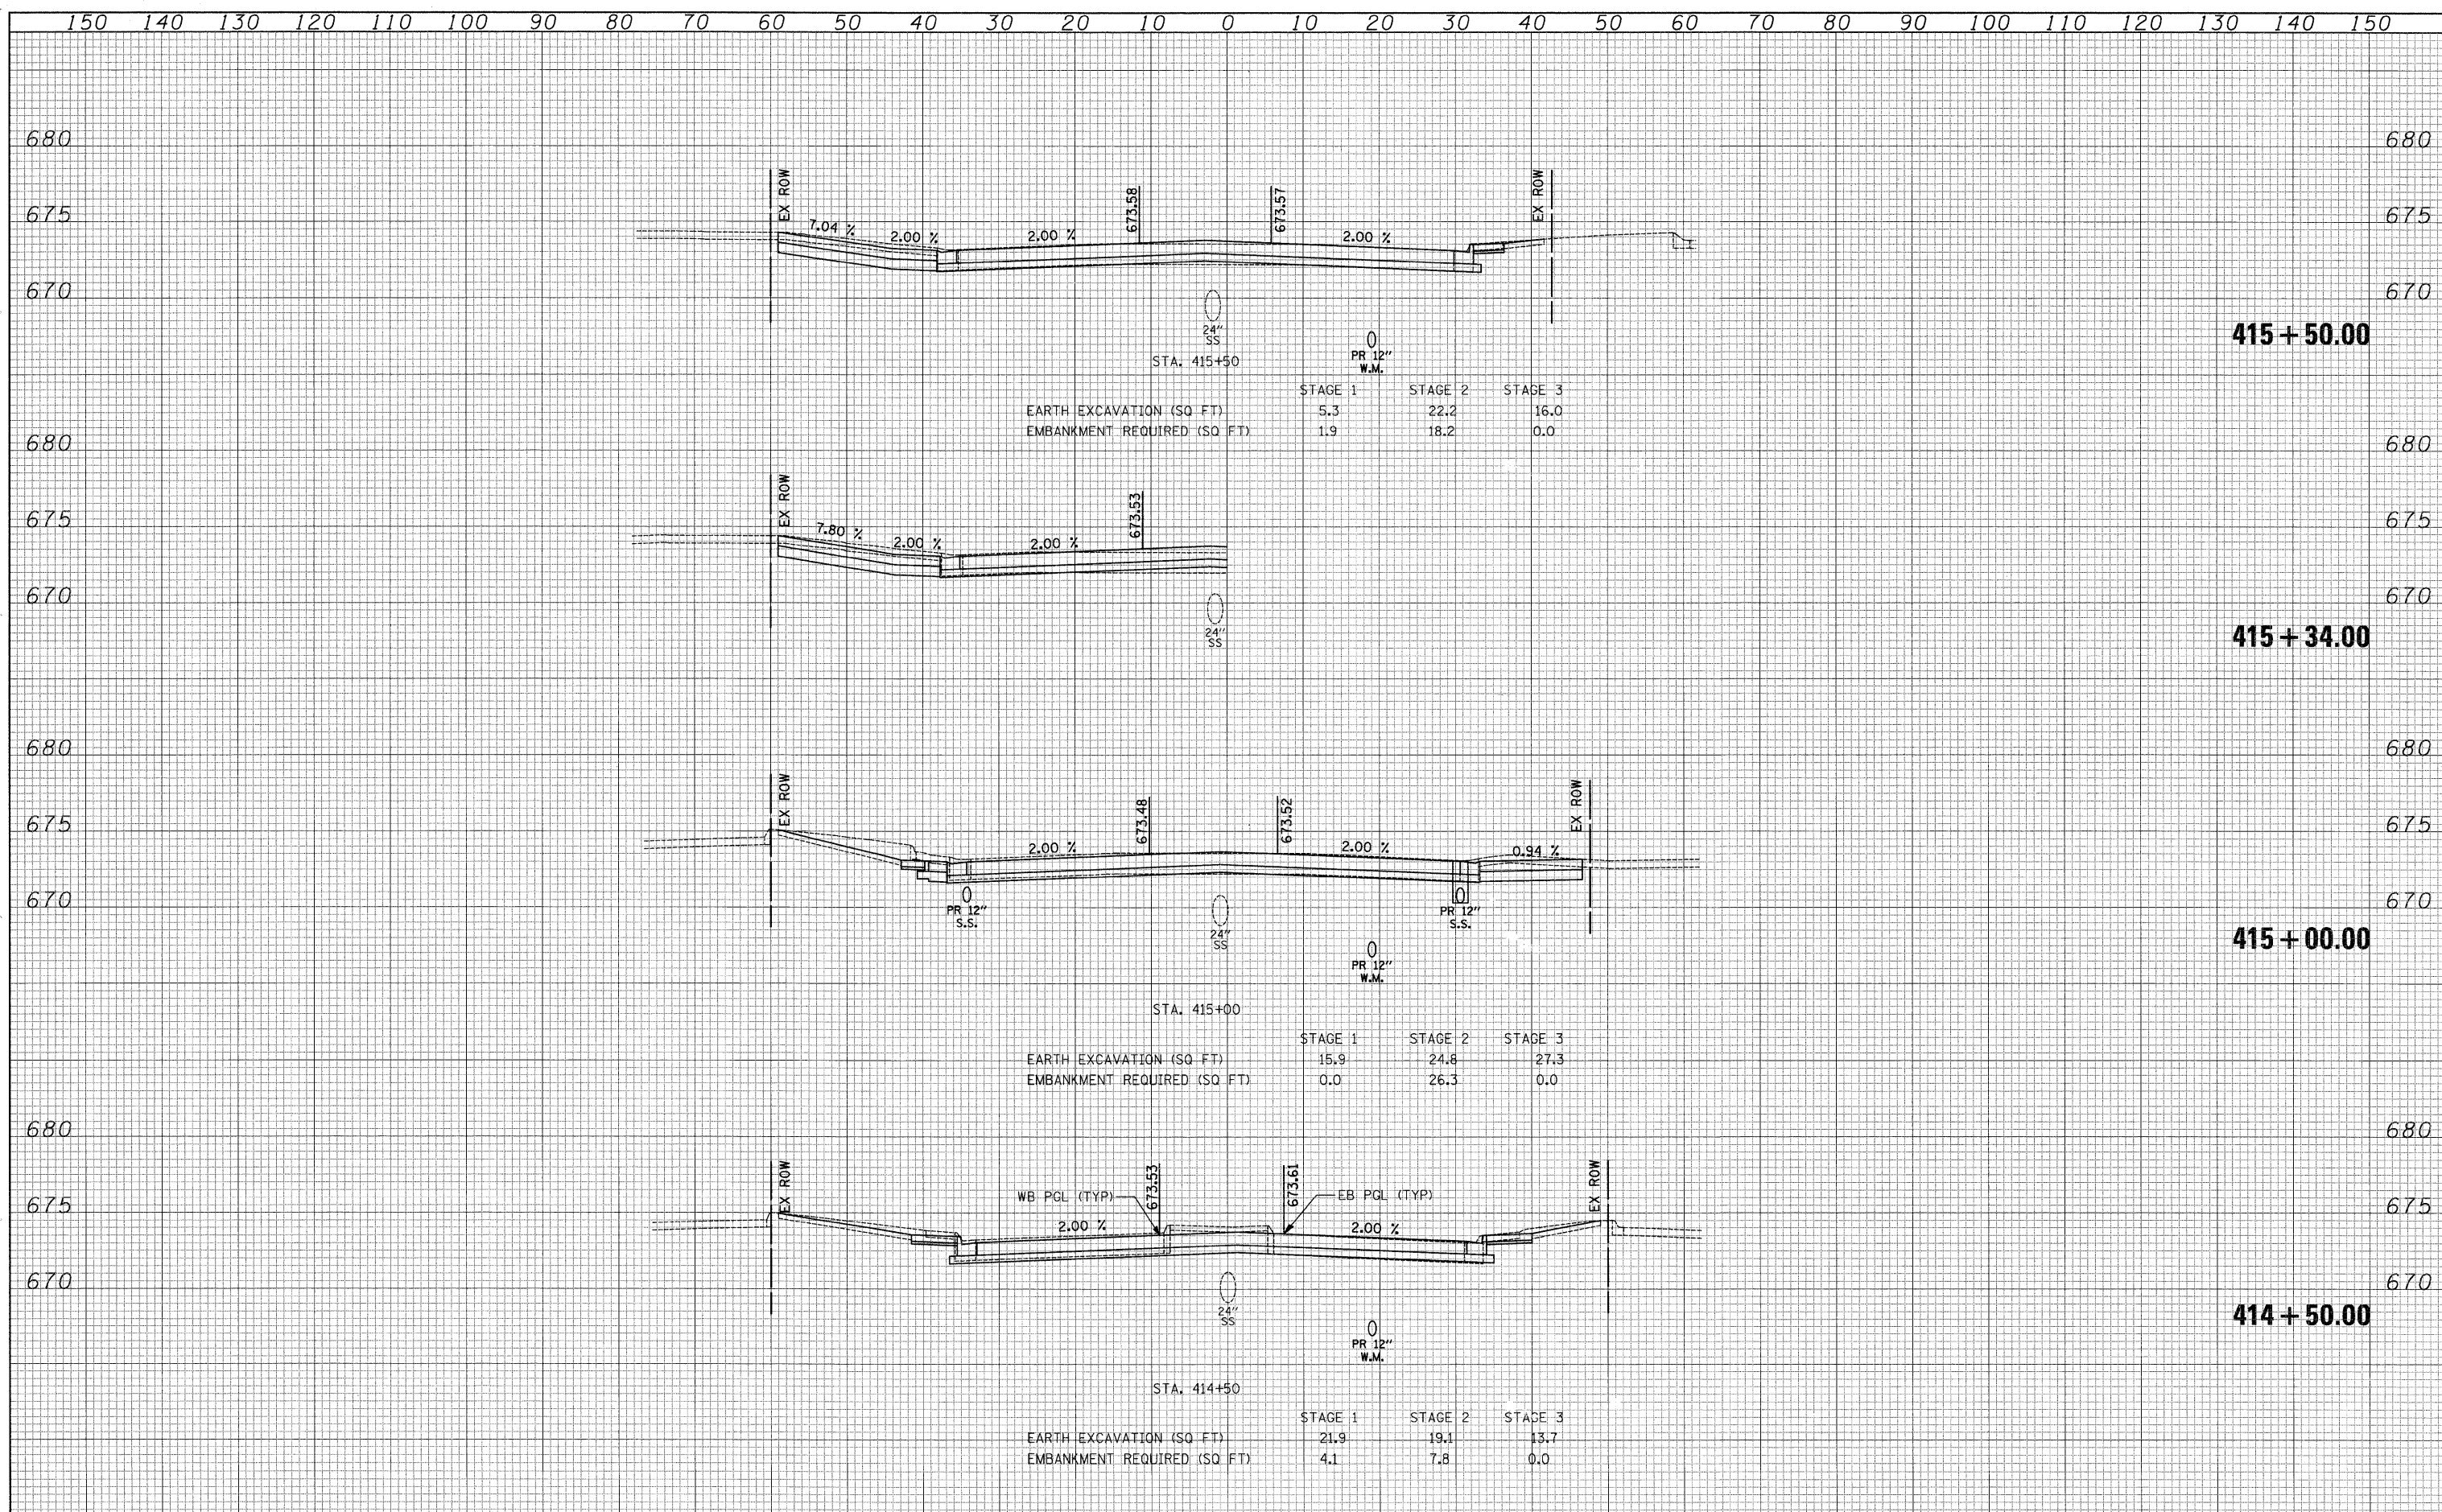 150 140 130 120 110 100 90 80 70 60 50 40 30 20 10 0 10 20 30 40 50 60 70 80 90 100 110 120 130 140 150
680 680
EX ROW 673.58 673.57 EX ROW
675 675
7.04 % 2.00 % 2.00 % 2.00 %
670 670
24" SS
PR 12" W.M.
415+50.00
STA. 415+50
STAGE 1 STAGE 2 STAGE 3
EARTH EXCAVATION (SQ FT) 5.3 22.2 16.0
EMBANKMENT REQUIRED (SQ FT) 1.9 18.2 0.0
680 680
EX ROW 673.53
675 675
7.80 % 2.00 % 2.00 %
670 670
24" SS
415+34.00
680 680
EX ROW 673.48 673.52 EX ROW
675 675
2.00 % 2.00 % 0.94 %
670 670
PR 12" S.S.
24" SS
PR 12" S.S.
PR 12" W.M.
415+00.00
STA. 415+00
STAGE 1 STAGE 2 STAGE 3
EARTH EXCAVATION (SQ FT) 15.9 24.8 27.3
EMBANKMENT REQUIRED (SQ FT) 0.0 26.3 0.0
680 680
EX ROW 673.53 673.61 EX ROW
WB PGL (TYP) EB PGL (TYP)
675 675
2.00 % 2.00 %
670 670
24" SS
PR 12" W.M.
414+50.00
STA. 414+50
STAGE 1 STAGE 2 STAGE 3
EARTH EXCAVATION (SQ FT) 21.9 19.1 13.7
EMBANKMENT REQUIRED (SQ FT) 4.1 7.8 0.0